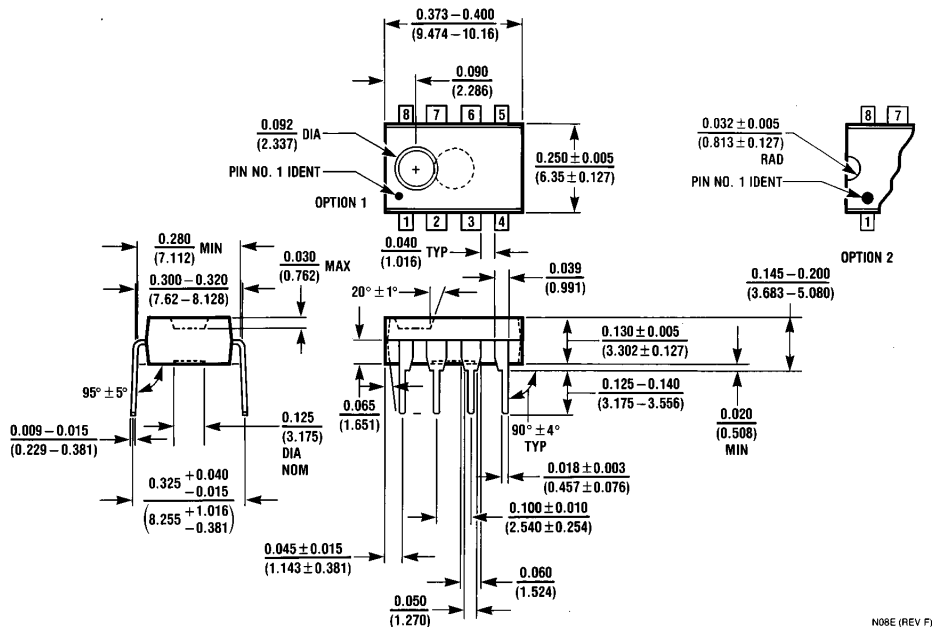 0.373 – 0.400
(9.474 – 10.16)
0.090
(2.286)
8 7 6 5
0.092 DIA
(2.337)
PIN NO. 1 IDENT
OPTION 1
+
0.250 ± 0.005
(6.35 ± 0.127)
1 2 3 4
0.032 ± 0.005
(0.813 ± 0.127)
RAD
PIN NO. 1 IDENT
8 7
1
OPTION 2
0.280 MIN
(7.112)
0.300 – 0.320
(7.62 – 8.128)
0.030 MAX
(0.762)
0.040 TYP
(1.016)
0.039
(0.991)
0.145 – 0.200
(3.683 – 5.080)
20° ± 1°
0.130 ± 0.005
(3.302 ± 0.127)
95° ± 5°
0.009 – 0.015
(0.229 – 0.381)
0.125
(3.175)
DIA
NOM
0.065
(1.651)
90° ± 4°
TYP
0.125 – 0.140
(3.175 – 3.556)
0.020
(0.508)
MIN
0.018 ± 0.003
(0.457 ± 0.076)
0.325 +0.040
–0.015
(8.255 +1.016
–0.381)
0.100 ± 0.010
(2.540 ± 0.254)
0.045 ± 0.015
(1.143 ± 0.381)
0.060
(1.524)
0.050
(1.270)
N08E (REV F)